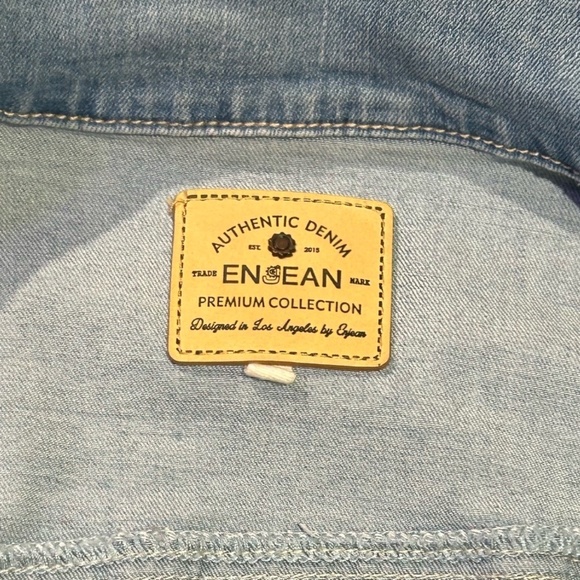 AUTHENTIC DENIM
EST. 2015
TRADE ENJEAN MARK
PREMIUM COLLECTION
Designed in Los Angeles by Enjean